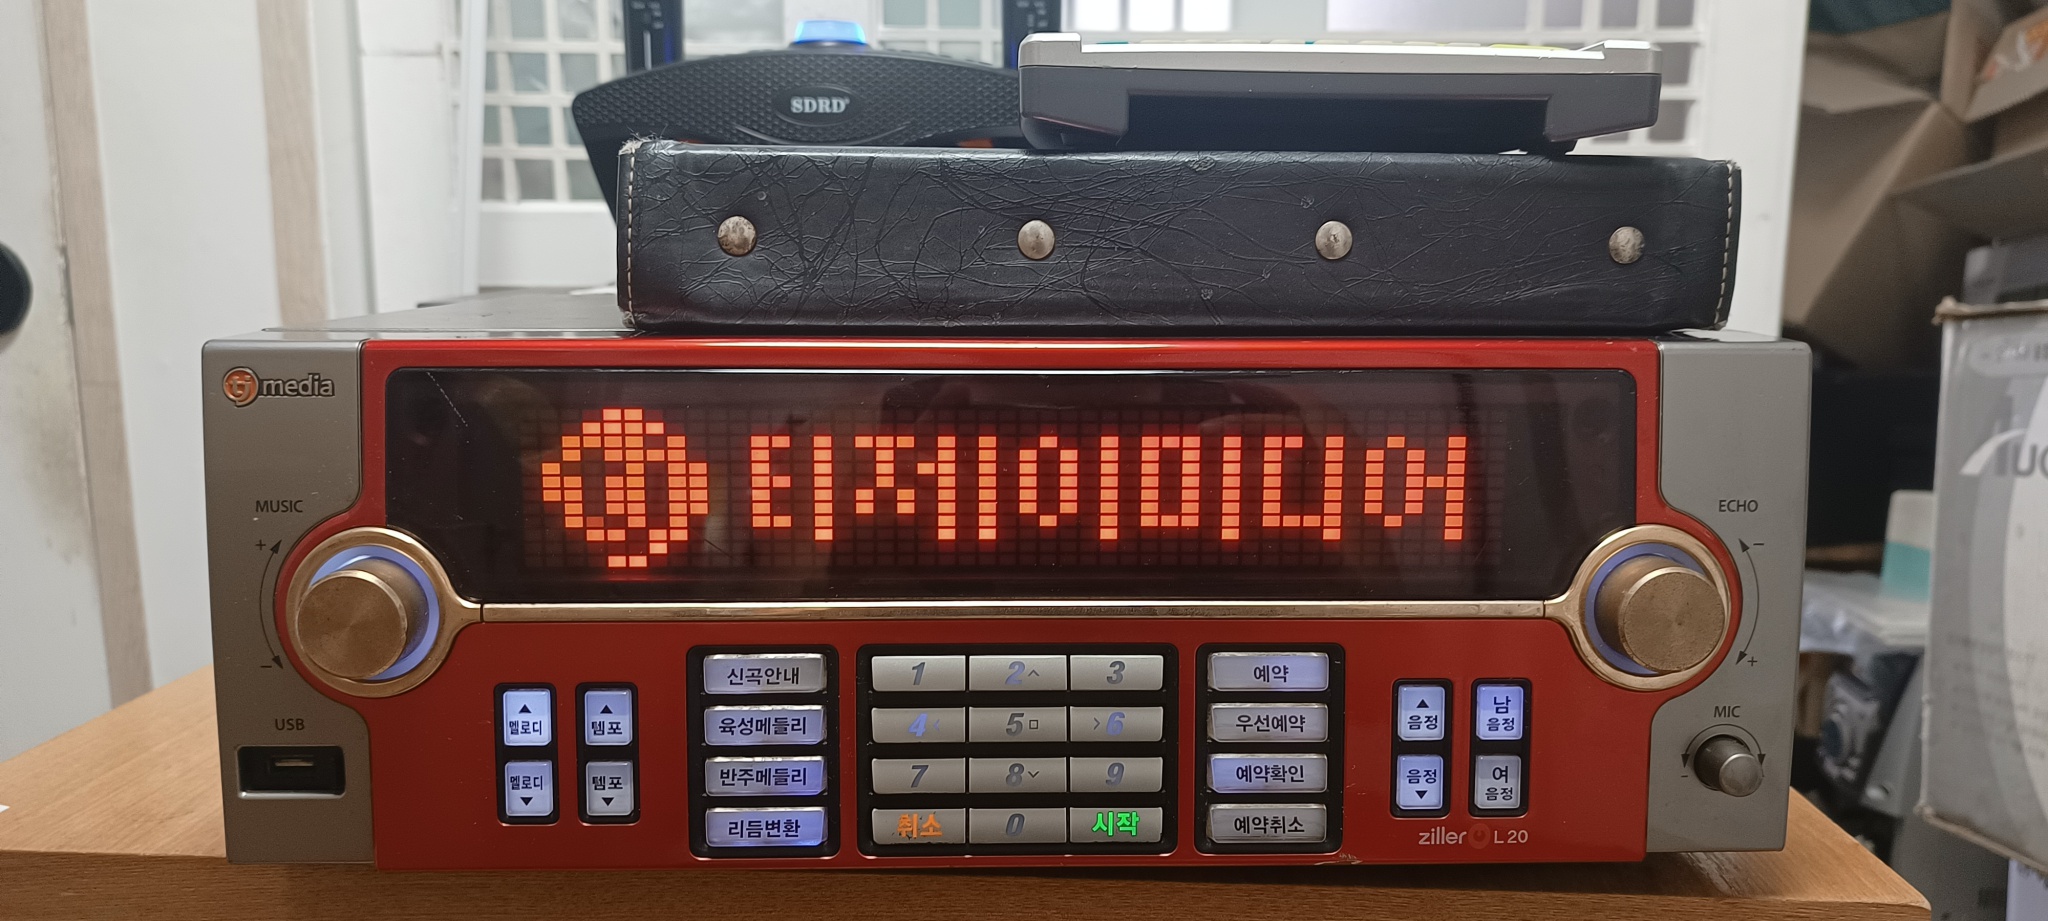 SDRD
tj media
티제이미디어
MUSIC
+
−
ECHO
−
+
USB
MIC
−
+
▲
멜로디
멜로디
▼
▲
템포
템포
▼
신곡안내
육성메들리
반주메들리
리듬변환
1 2 3
4 5 6
7 8 9
취소 0 시작
예약
우선예약
예약확인
예약취소
▲
음정
음정
▼
남
음정
여
음정
ziller L20